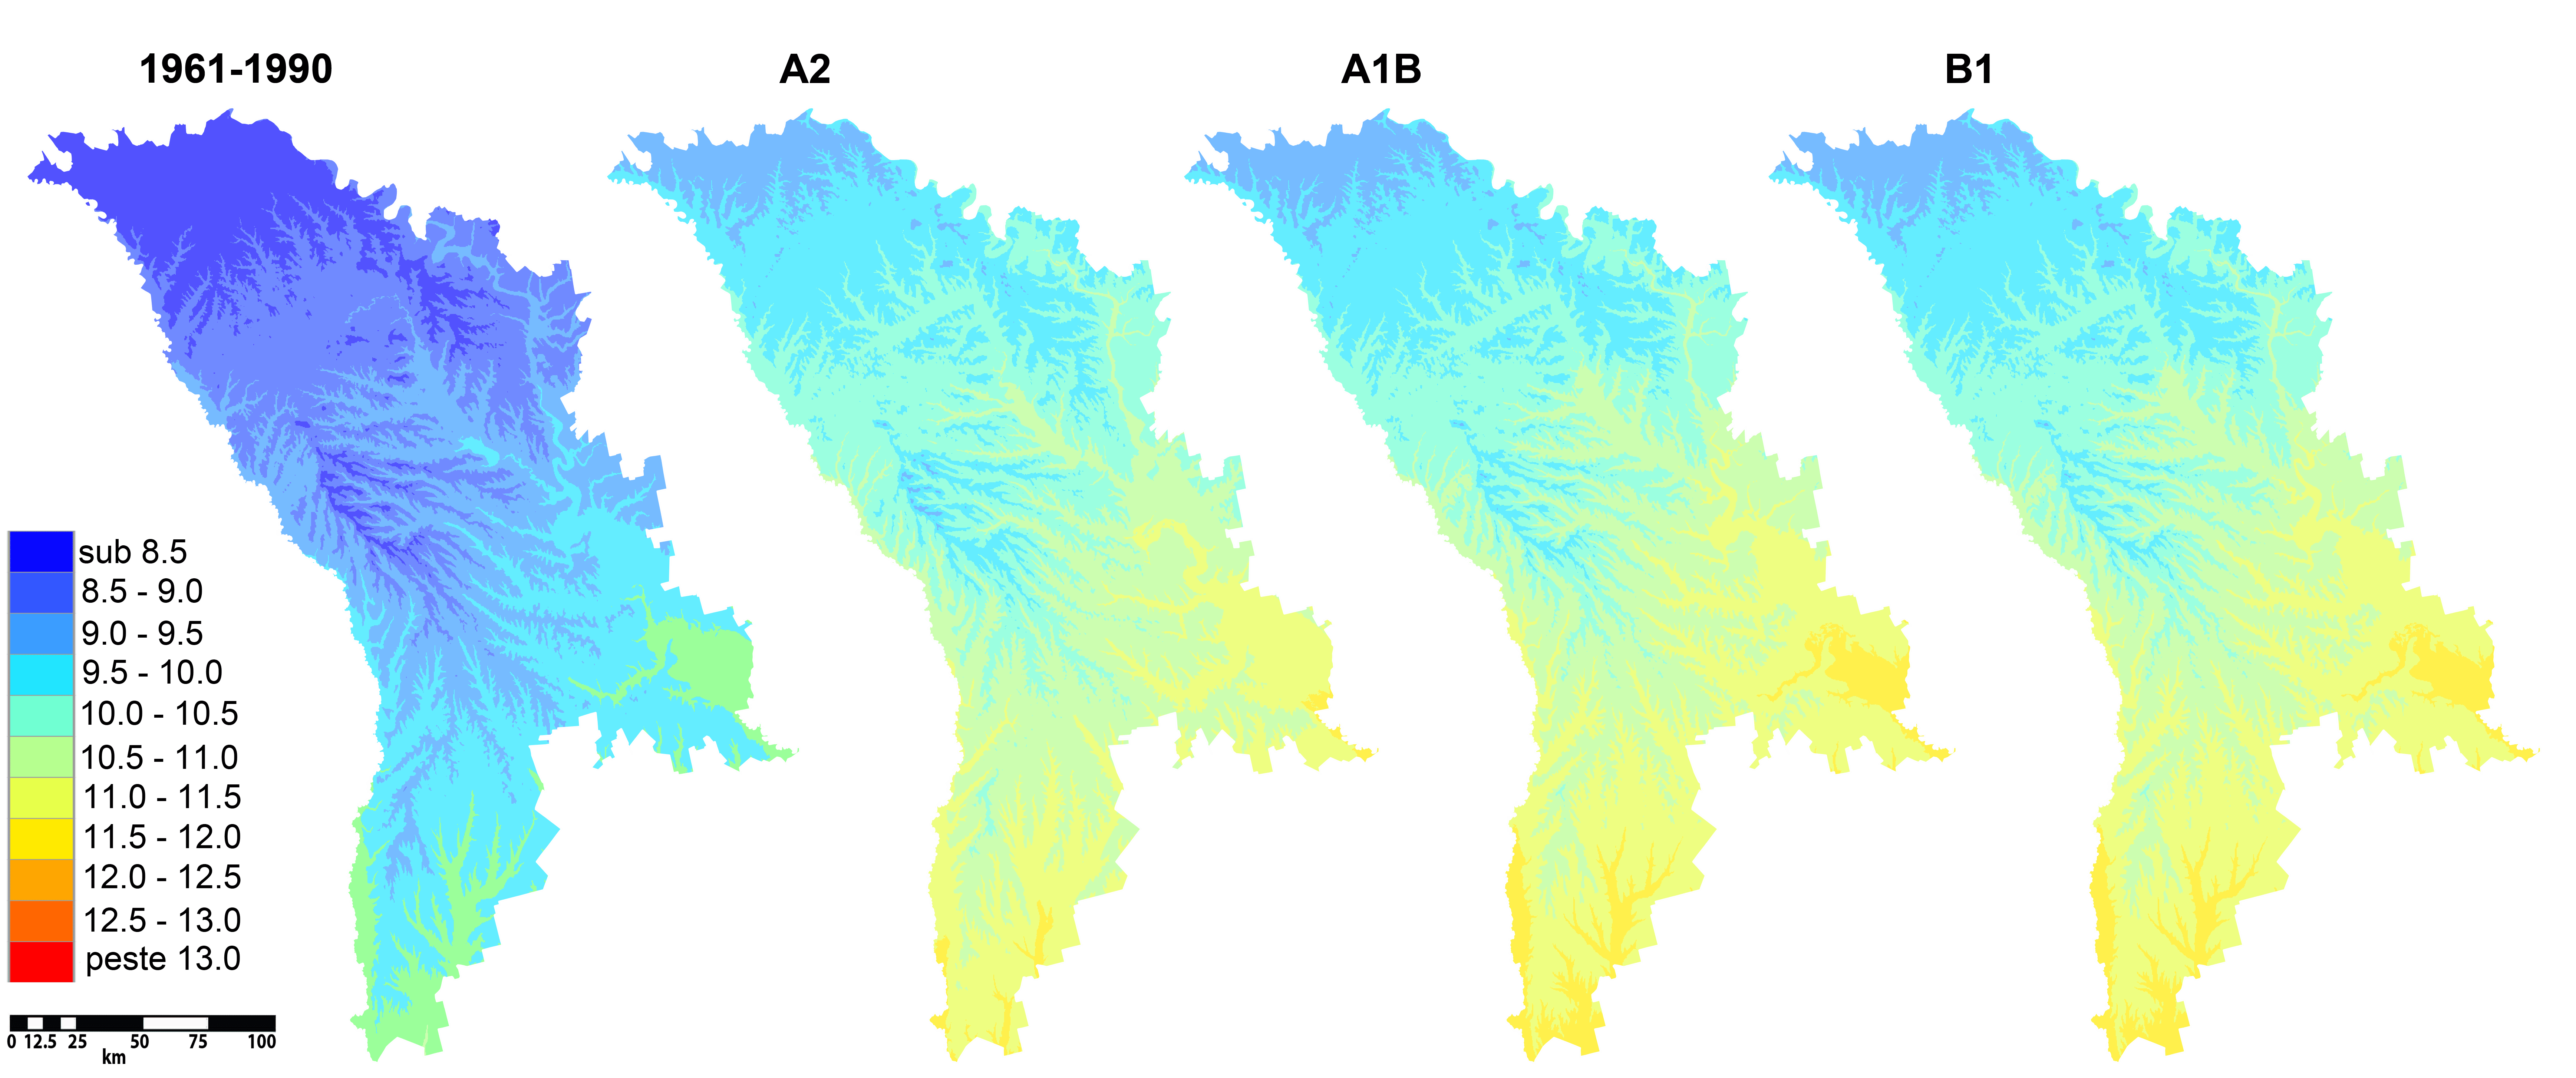 1961-1990
A2
A1B
B1
sub 8.5
8.5 - 9.0
9.0 - 9.5
9.5 - 10.0
10.0 - 10.5
10.5 - 11.0
11.0 - 11.5
11.5 - 12.0
12.0 - 12.5
12.5 - 13.0
peste 13.0
0 12.5 25 50 75 100
km